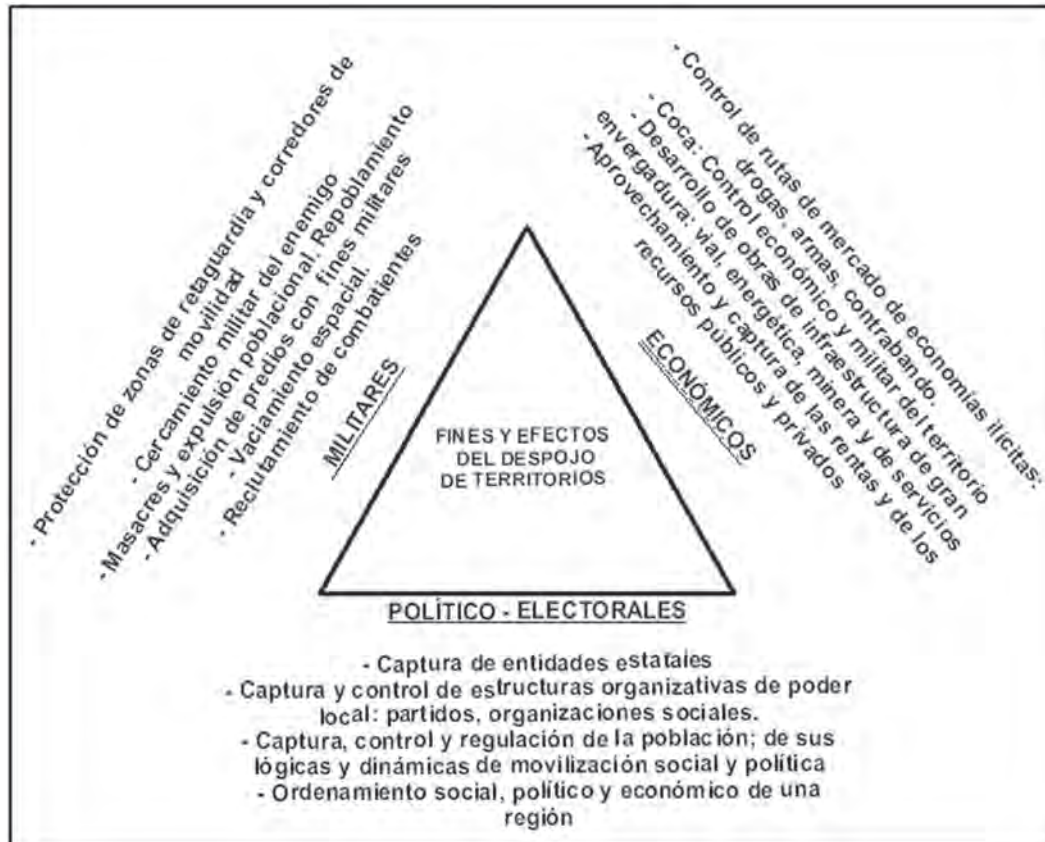 - Protección de zonas de retaguardia y corredores de
movilidad
- Cercamiento militar del enemigo
- Masacres y expulsión poblacional. Repoblamiento
- Adquisición de predios con fines militares
- Vaciamiento espacial.
- Reclutamiento de combatientes
MILITARES
- Control de rutas de mercado de economías ilícitas:
drogas, armas, contrabando.
- Coca: Control económico y militar del territorio
- Desarrollo de obras de infraestructura de gran
envergadura: vial, energética, minera y de servicios
- Aprovechamiento y captura de las rentas y de los
recursos públicos y privados
ECONÓMICOS
FINES Y EFECTOS
DEL DESPOJO
DE TERRITORIOS
POLÍTICO - ELECTORALES
- Captura de entidades estatales
- Captura y control de estructuras organizativas de poder
local: partidos, organizaciones sociales.
- Captura, control y regulación de la población; de sus
lógicas y dinámicas de movilización social y política
- Ordenamiento social, político y económico de una
región